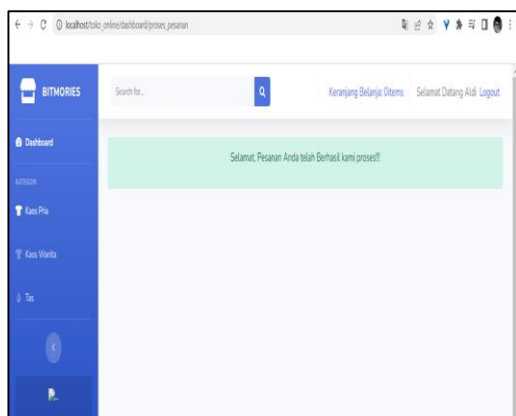 localhost/toko_online/dashboard/proses_pesanan
BITMORIES
Search for...
Keranjang Belanja: 0items
Selamat Datang Aldi Logout
Dashboard
Selamat, Pesanan Anda telah Berhasil kami proses!!!
KATEGORI
Kaos Pria
Kaos Wanita
Tas